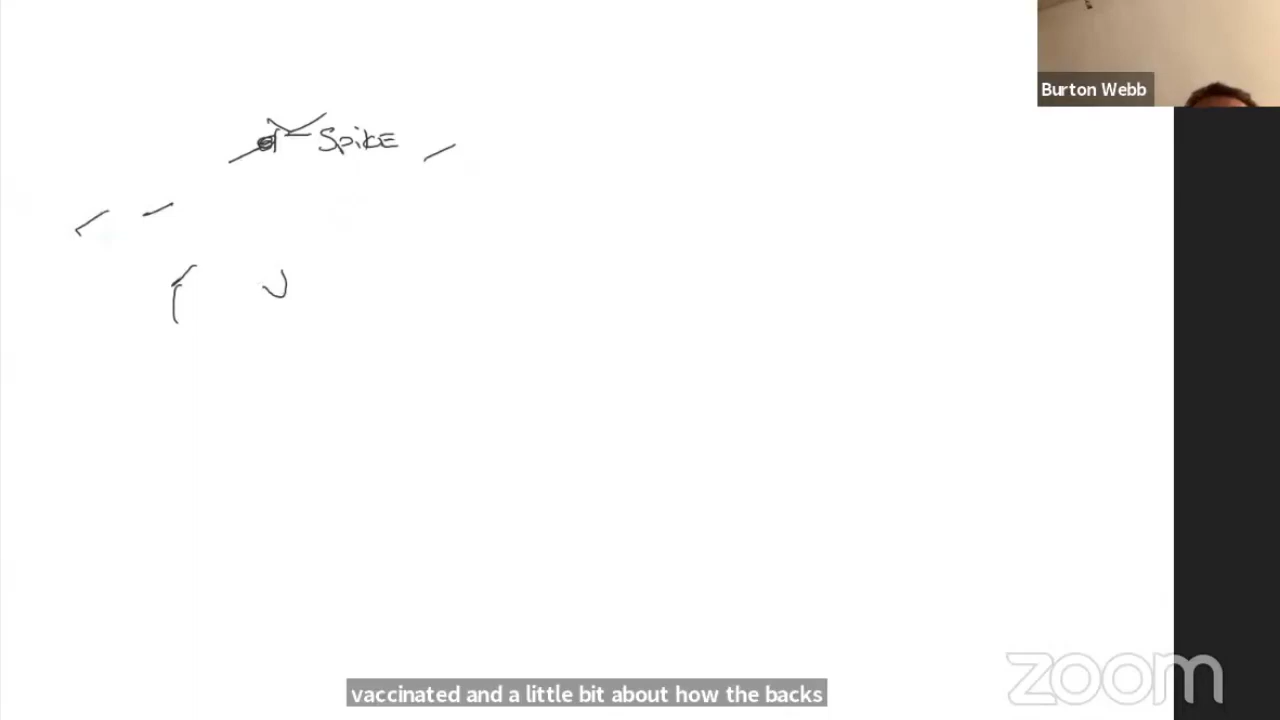 Burton Webb
Spike
vaccinated and a little bit about how the backs
zoom